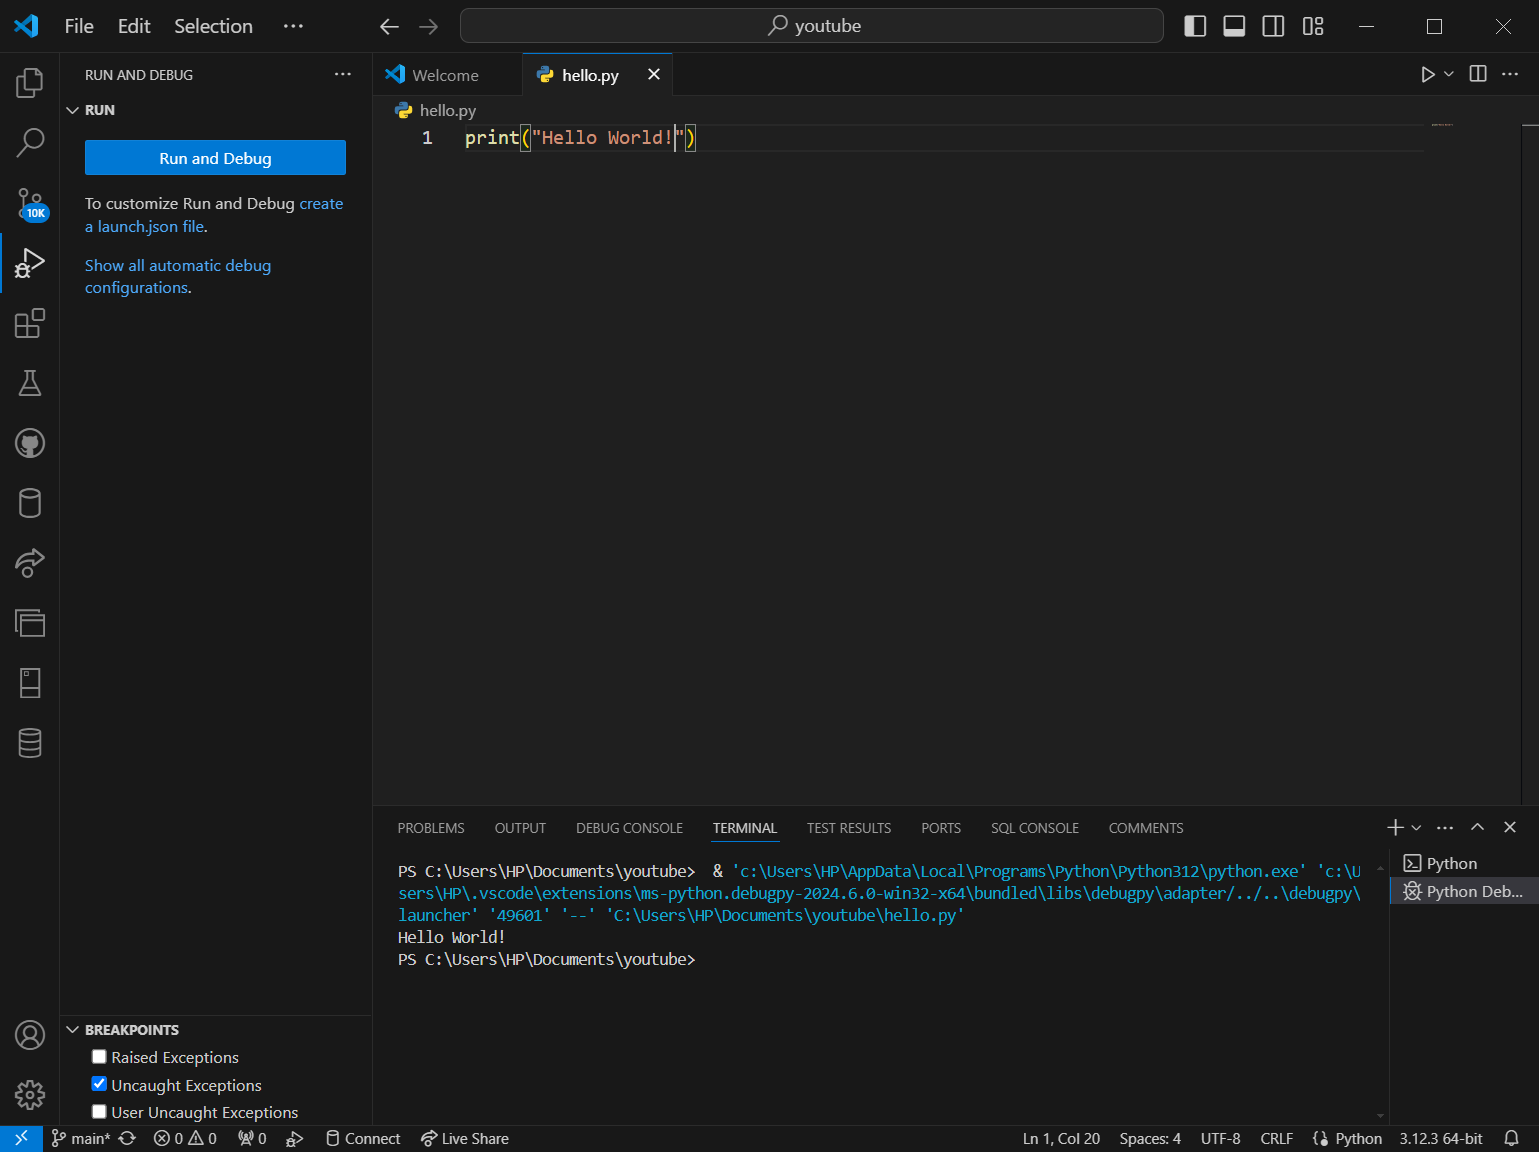 File Edit Selection ···
youtube
RUN AND DEBUG ···
RUN
Run and Debug
To customize Run and Debug create
a launch.json file.
Show all automatic debug
configurations.
10K
Welcome
hello.py
hello.py
1 print("Hello World!")
PROBLEMS OUTPUT DEBUG CONSOLE TERMINAL TEST RESULTS PORTS SQL CONSOLE COMMENTS
PS C:\Users\HP\Documents\youtube>  & 'c:\Users\HP\AppData\Local\Programs\Python\Python312\python.exe' 'c:\U
sers\HP\.vscode\extensions\ms-python.debugpy-2024.6.0-win32-x64\bundled\libs\debugpy\adapter/../..\debugpy\
launcher' '49601' '--' 'C:\Users\HP\Documents\youtube\hello.py'
Hello World!
PS C:\Users\HP\Documents\youtube>
Python
Python Deb...
BREAKPOINTS
Raised Exceptions
Uncaught Exceptions
User Uncaught Exceptions
main* 0 0 0 Connect Live Share Ln 1, Col 20 Spaces: 4 UTF-8 CRLF Python 3.12.3 64-bit